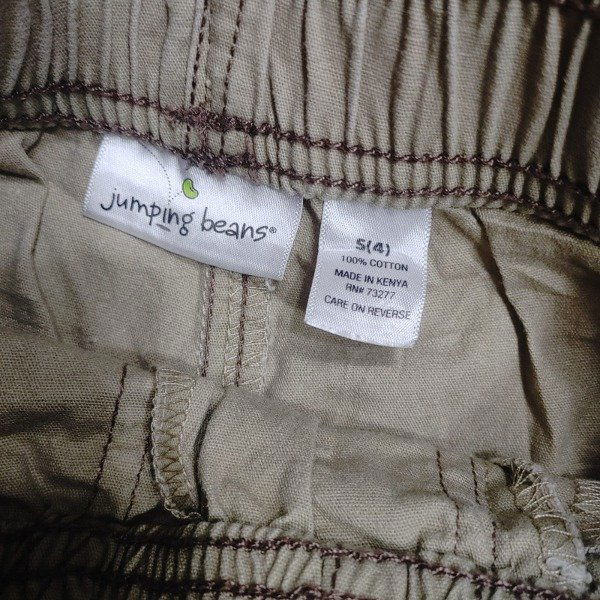 jumping beans®
S(4)
100% COTTON
MADE IN KENYA
RN# 73277
CARE ON REVERSE